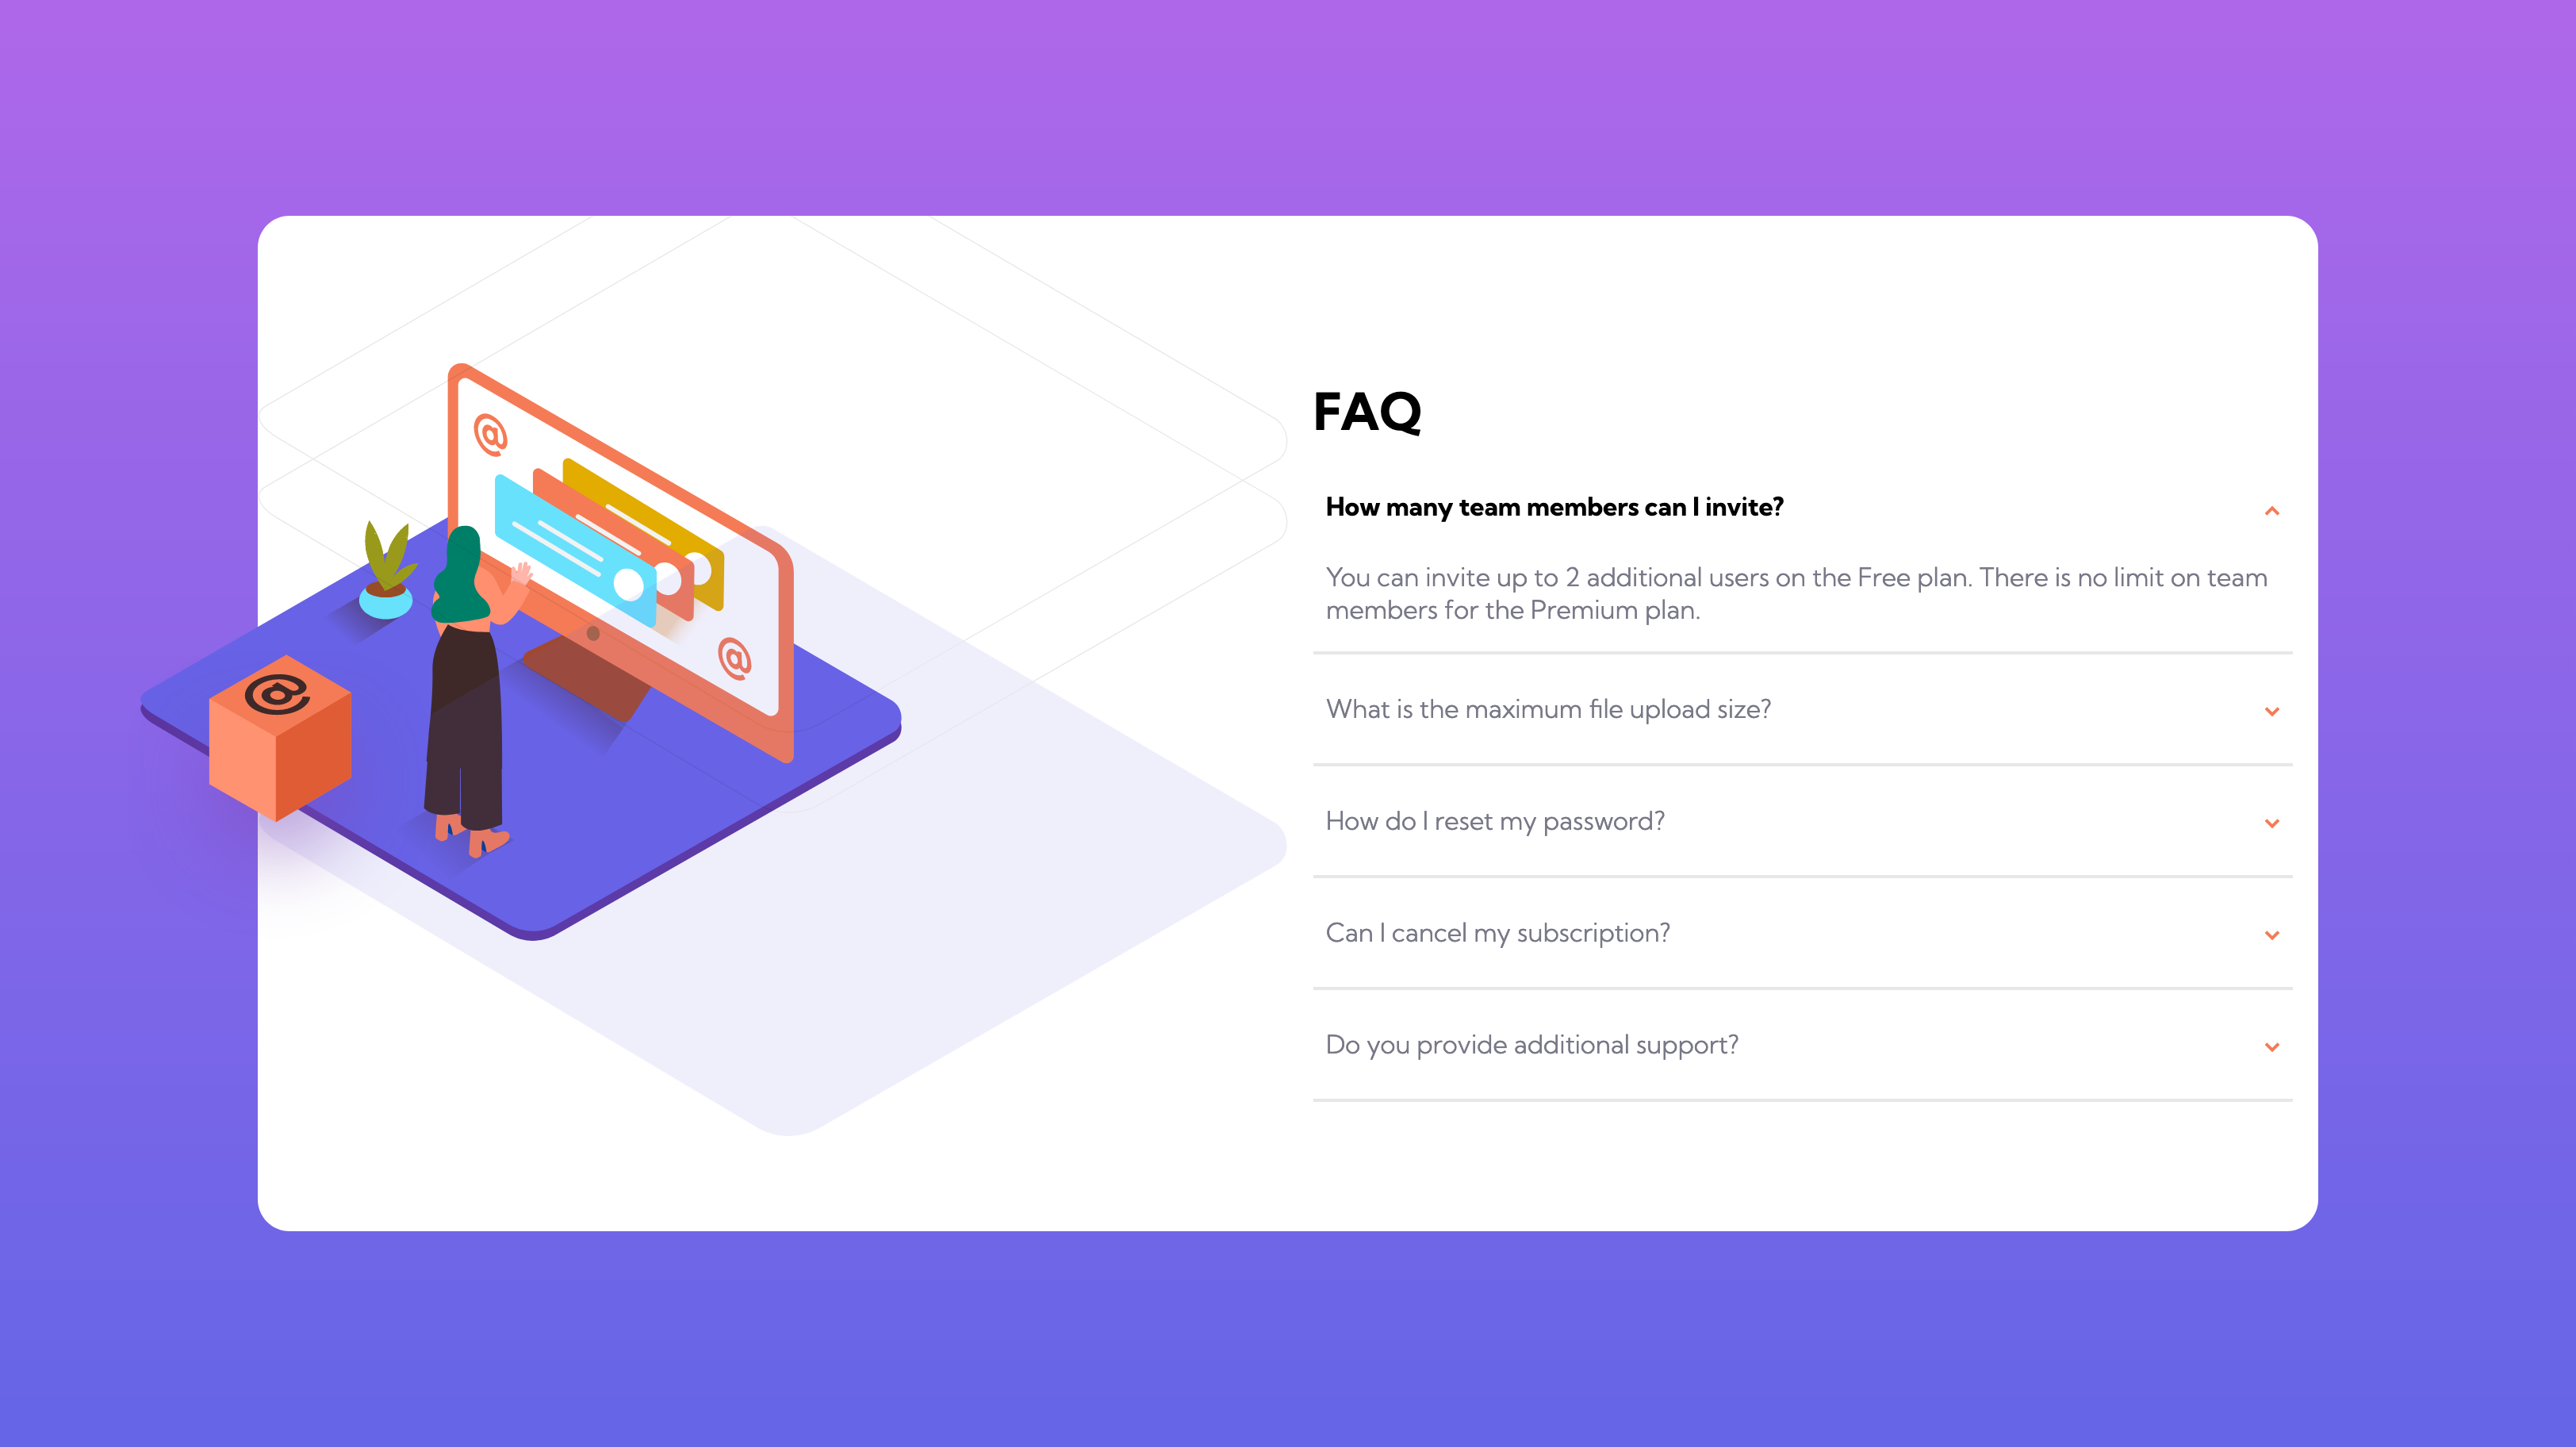 @
@
@
FAQ
How many team members can I invite?
You can invite up to 2 additional users on the Free plan. There is no limit on team
members for the Premium plan.
What is the maximum file upload size?
How do I reset my password?
Can I cancel my subscription?
Do you provide additional support?